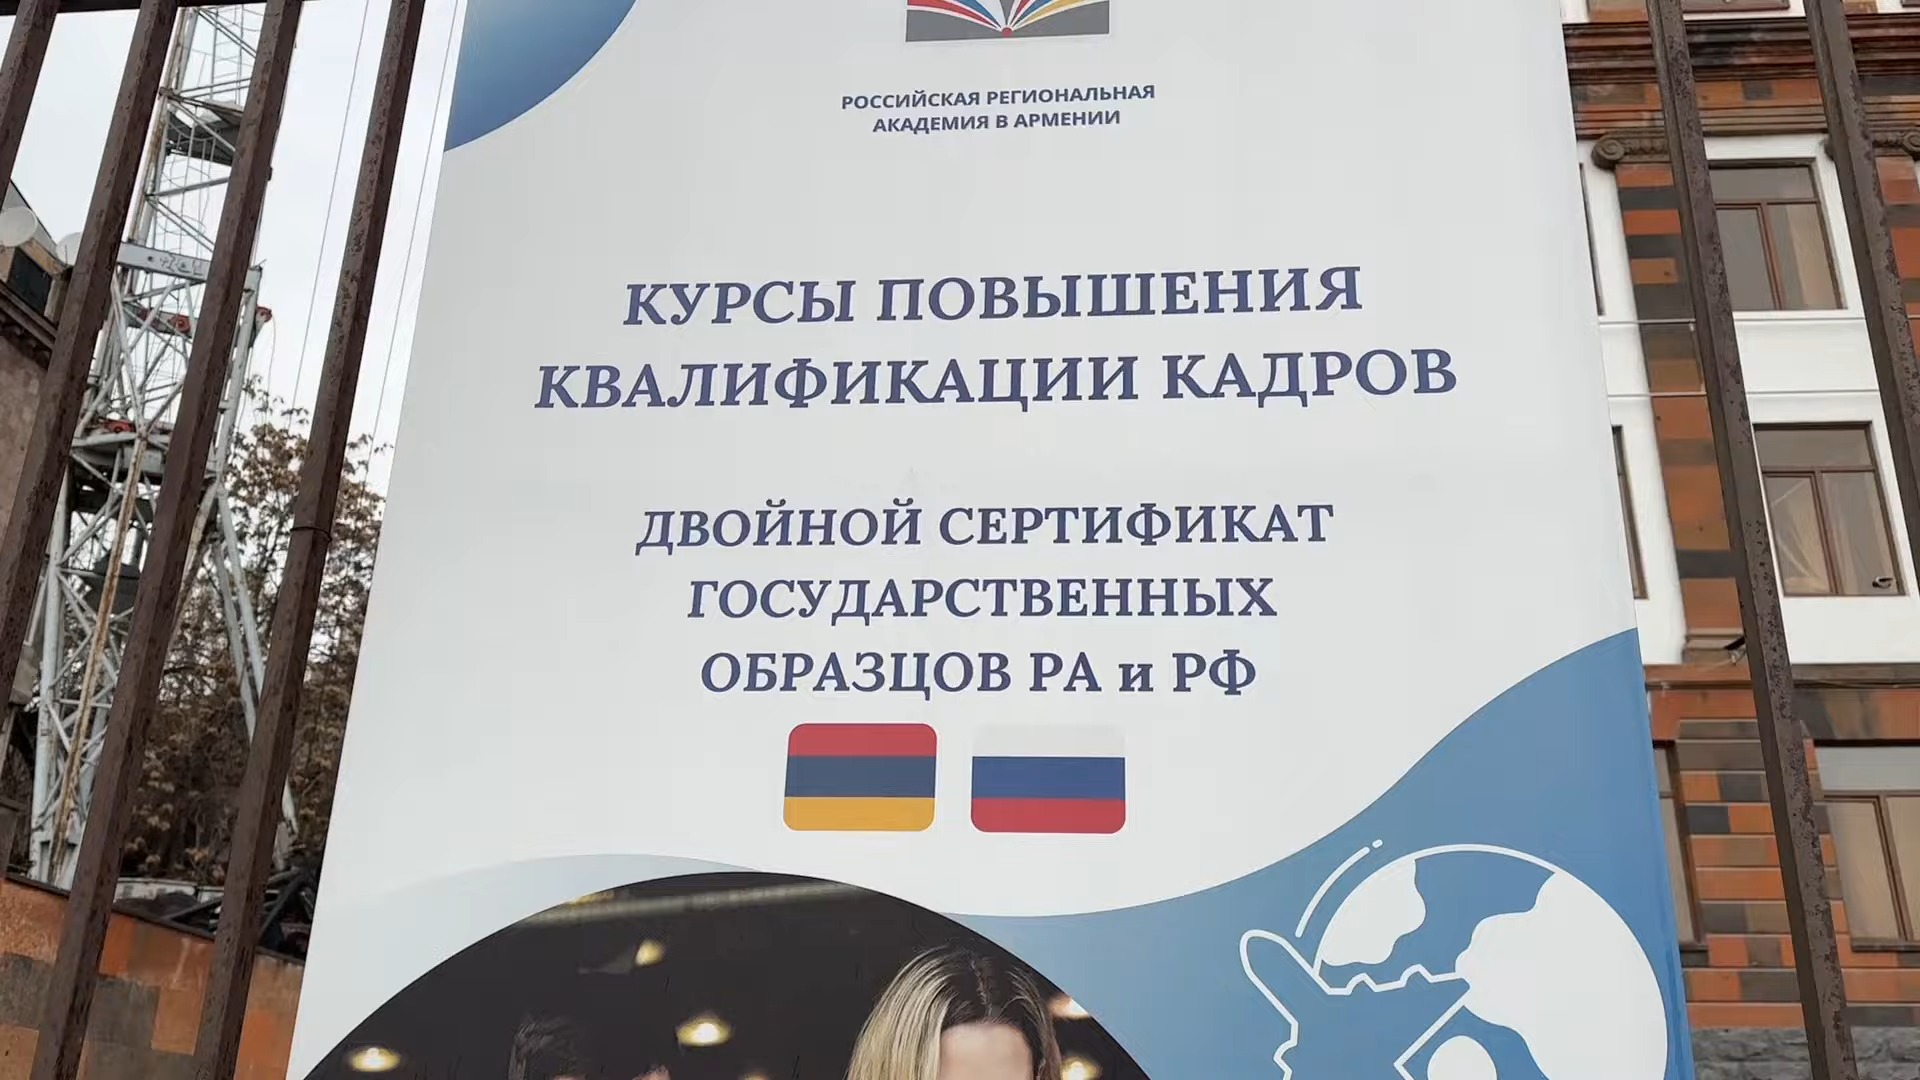 РОССИЙСКАЯ РЕГИОНАЛЬНАЯ
АКАДЕМИЯ В АРМЕНИИ
КУРСЫ ПОВЫШЕНИЯ
КВАЛИФИКАЦИИ КАДРОВ
ДВОЙНОЙ СЕРТИФИКАТ
ГОСУДАРСТВЕННЫХ
ОБРАЗЦОВ РА и РФ